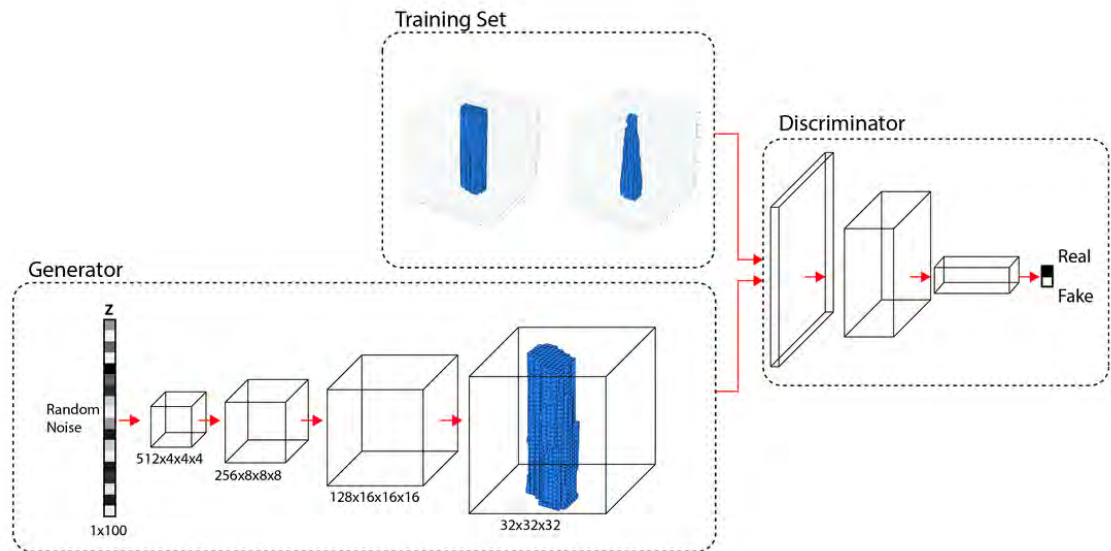 Training Set
Discriminator
Real
Fake
Generator
Z
Random
Noise
512x4x4x4
256x8x8x8
128x16x16x16
32x32x32
1x100